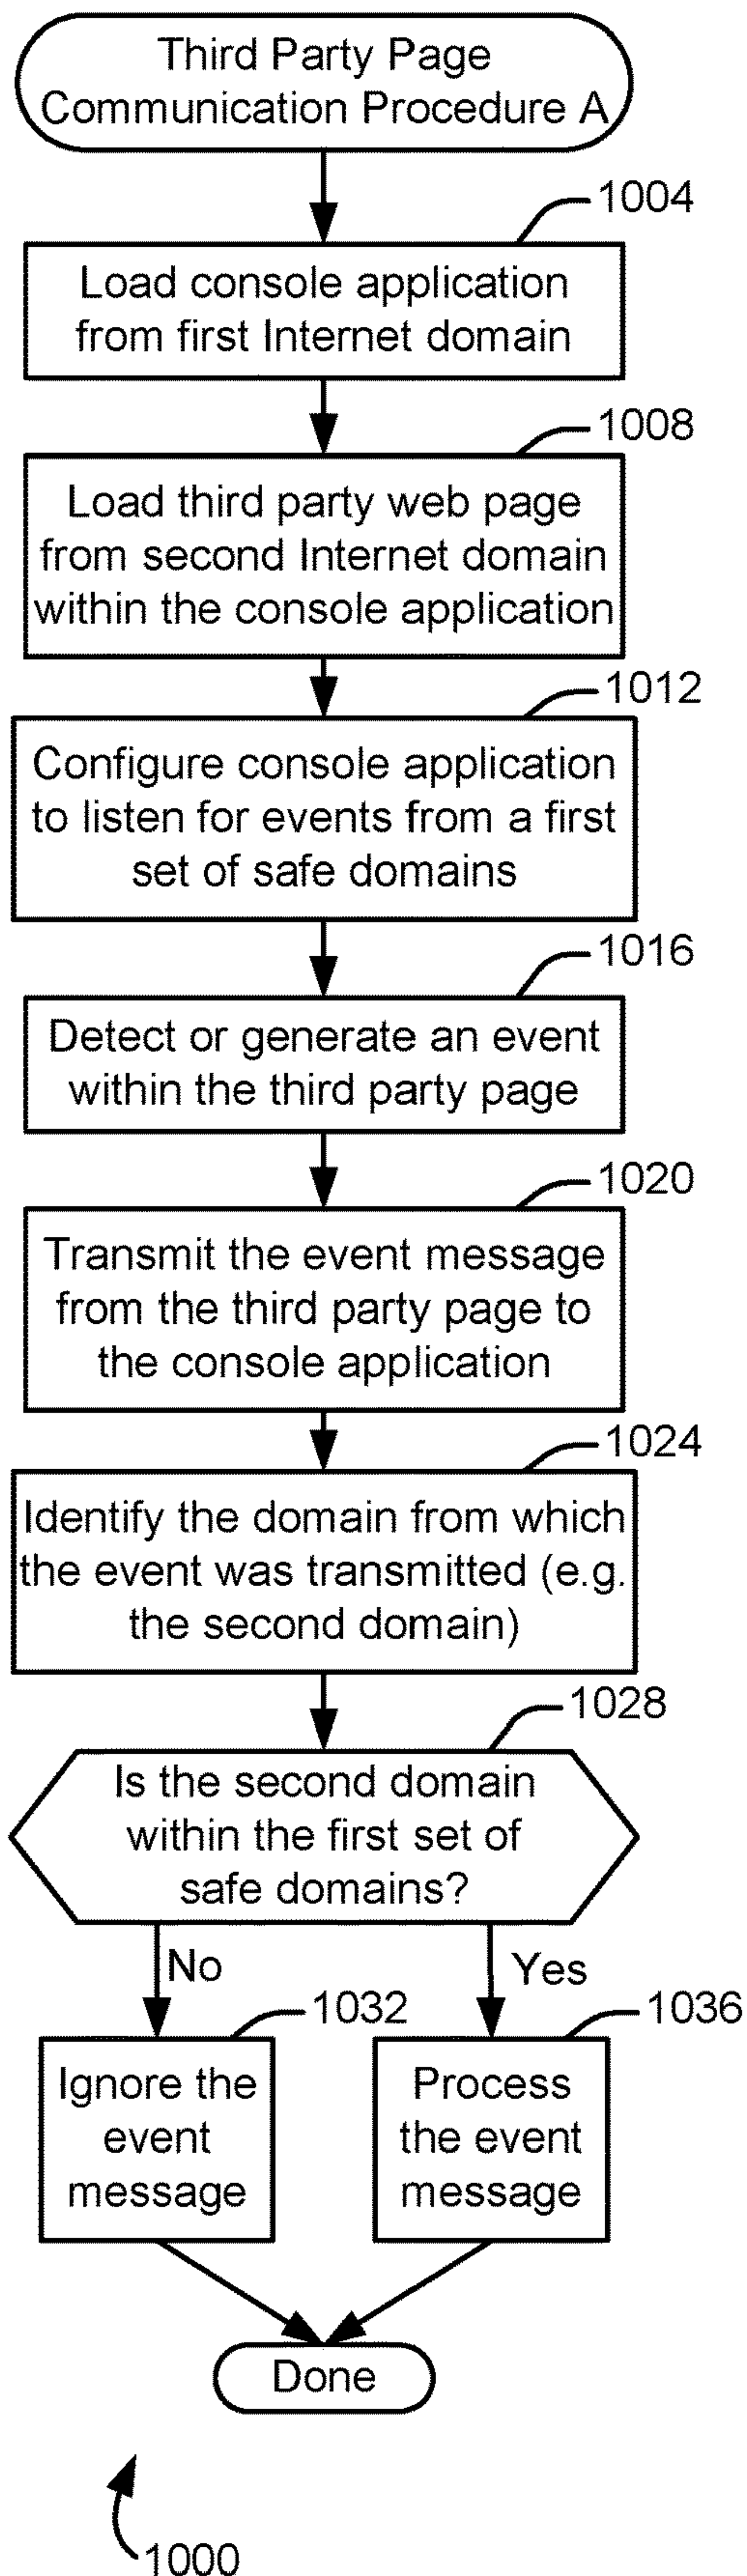 Third Party Page
Communication Procedure A
1004
Load console application
from first Internet domain
1008
Load third party web page
from second Internet domain
within the console application
1012
Configure console application
to listen for events from a first
set of safe domains
1016
Detect or generate an event
within the third party page
1020
Transmit the event message
from the third party page to
the console application
1024
Identify the domain from which
the event was transmitted (e.g.
the second domain)
1028
Is the second domain
within the first set of
safe domains?
No
Yes
1032
1036
Ignore the
event
message
Process
the event
message
Done
1000